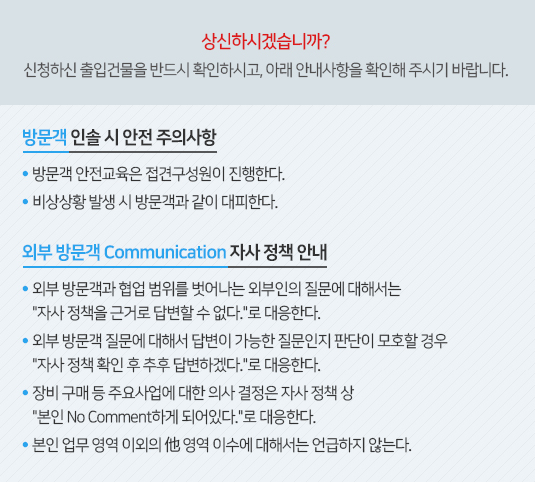 상신하시겠습니까?
신청하신 출입건물을 반드시 확인하시고, 아래 안내사항을 확인해 주시기 바랍니다.
방문객 인솔 시 안전 주의사항
• 방문객 안전교육은 접견구성원이 진행한다.
• 비상상황 발생 시 방문객과 같이 대피한다.
외부 방문객 Communication 자사 정책 안내
• 외부 방문객과 협업 범위를 벗어나는 외부인의 질문에 대해서는
"자사 정책을 근거로 답변할 수 없다."로 대응한다.
• 외부 방문객 질문에 대해서 답변이 가능한 질문인지 판단이 모호할 경우
"자사 정책 확인 후 추후 답변하겠다."로 대응한다.
• 장비 구매 등 주요사업에 대한 의사 결정은 자사 정책 상
"본인 No Comment하게 되어있다."로 대응한다.
• 본인 업무 영역 이외의 他 영역 이수에 대해서는 언급하지 않는다.